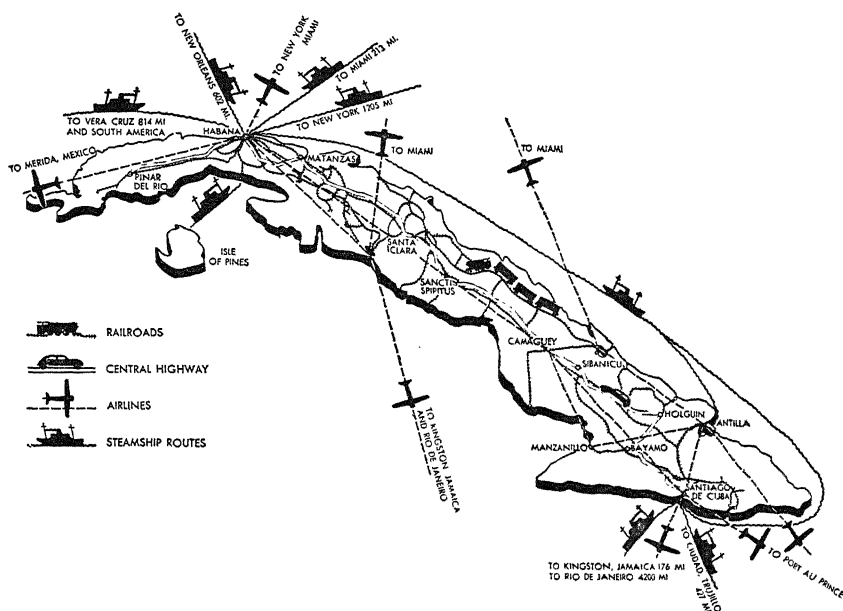 TO NEW ORLEANS 602 MI.
TO NEW YORK
MIAMI
TO MIAMI 213 MI.
TO NEW YORK 1205 MI
TO VERA CRUZ 814 MI
AND SOUTH AMERICA
HABANA
TO MERIDA, MEXICO
MATANZAS
TO MIAMI
TO MIAMI
PINAR
DEL RIO
ISLE
OF PINES
SANTA
CLARA
SANCTI
SPIPITUS
RAILROADS
CENTRAL HIGHWAY
AIRLINES
STEAMSHIP ROUTES
CAMAGUEY
SIBANICU
HOLGUIN
ANTILLA
MANZANILLO
BAYAMO
SANTIAGO
DE CUBA
TO KINGSTON JAMAICA
AND RIO DE JANEIRO
TO KINGSTON, JAMAICA 176 MI
TO RIO DE JANEIRO 4200 MI
TO CIUDAD, TRUJILLO
MI
TO PORT AU PRINCE